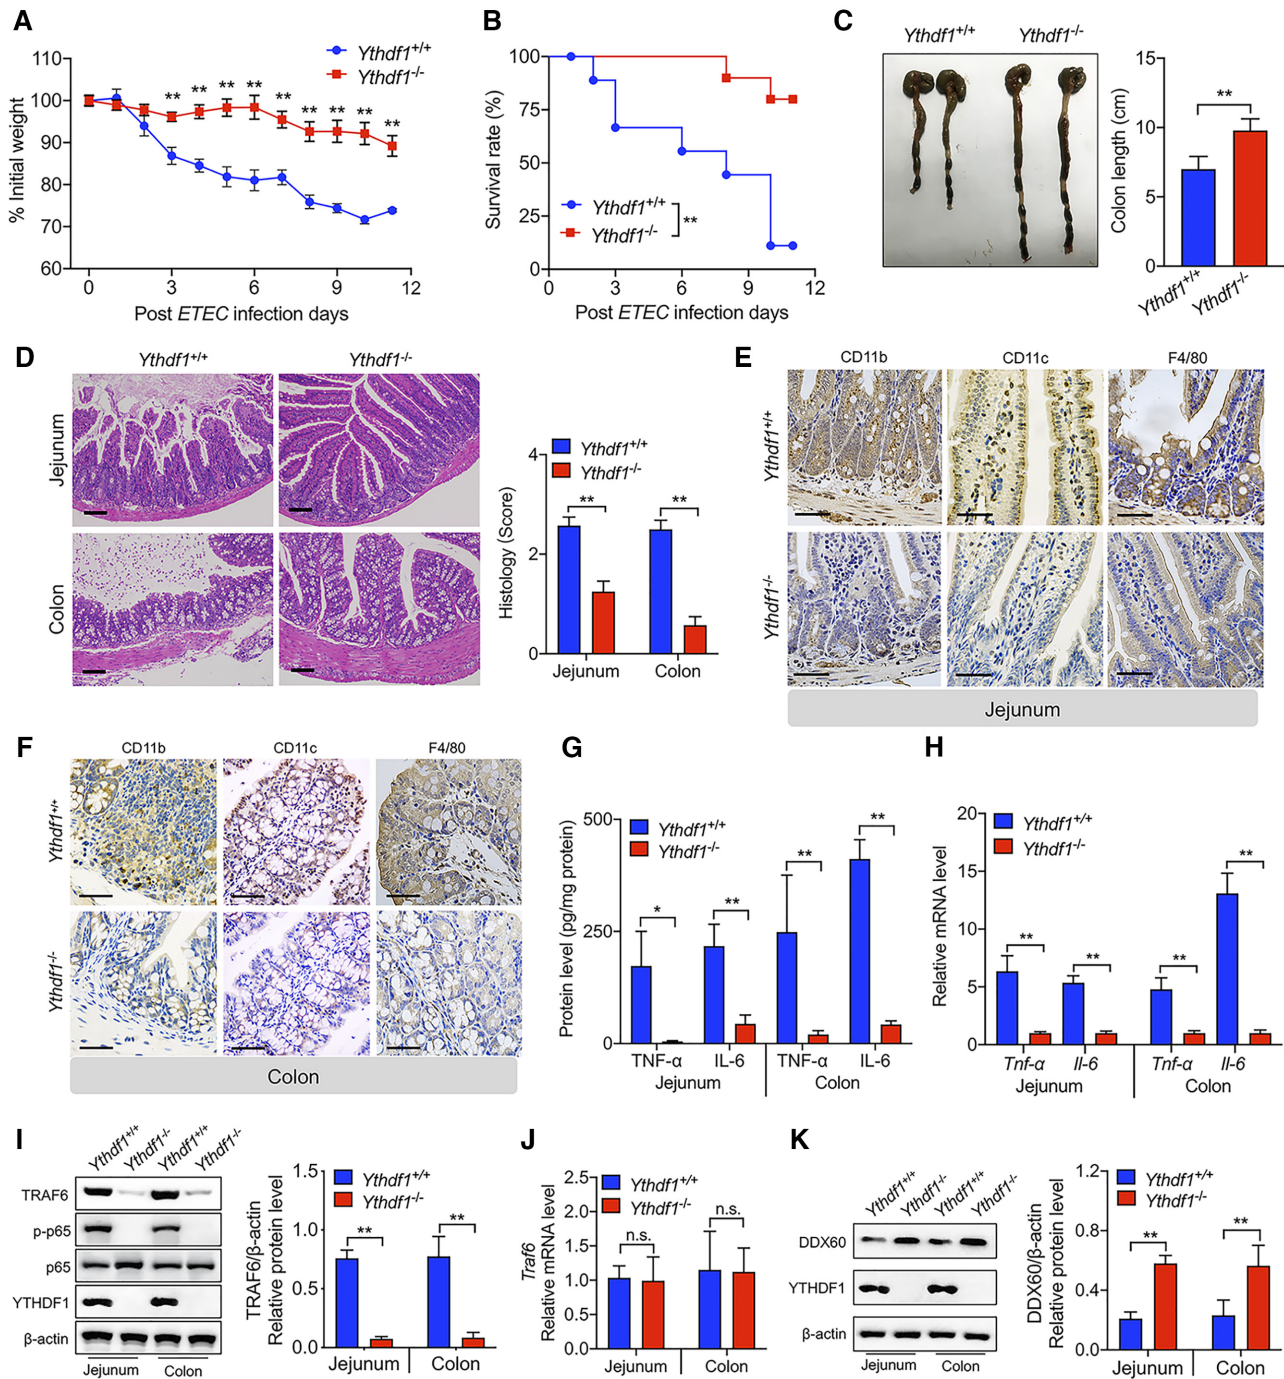 A
Ythdf1+/+
Ythdf1-/-
% Initial weight
110
100
90
80
70
60
** ** ** ** ** ** ** ** **
0 3 6 9 12
Post ETEC infection days
B
Survival rate (%)
100
75
50
25
0
Ythdf1+/+
Ythdf1-/-
**
0 3 6 9 12
Post ETEC infection days
C
Ythdf1+/+ Ythdf1-/-
Colon length (cm)
15
10
5
0
**
Ythdf1+/+
Ythdf1-/-
D
Ythdf1+/+ Ythdf1-/-
Jejunum
Colon
Histology (Score)
4
2
0
Ythdf1+/+
Ythdf1-/-
** **
Jejunum Colon
E
CD11b CD11c F4/80
Ythdf1+/+
Ythdf1-/-
Jejunum
F
CD11b CD11c F4/80
Ythdf1+/+
Ythdf1-/-
Colon
G
Protein level (pg/mg protein)
500
250
0
Ythdf1+/+
Ythdf1-/-
* ** ** **
TNF-α IL-6 TNF-α IL-6
Jejunum Colon
H
Relative mRNA level
20
15
10
5
0
Ythdf1+/+
Ythdf1-/-
** ** ** **
Tnf-α Il-6 Tnf-α Il-6
Jejunum Colon
I
Ythdf1+/+ Ythdf1-/- Ythdf1+/+ Ythdf1-/-
TRAF6
p-p65
p65
YTHDF1
β-actin
Jejunum Colon
TRAF6/β-actin
Relative protein level
1.5
1.0
0.5
0.0
Ythdf1+/+
Ythdf1-/-
** **
Jejunum Colon
J
Traf6
Relative mRNA level
2.5
2.0
1.5
1.0
0.5
0.0
Ythdf1+/+
Ythdf1-/-
n.s. n.s.
Jejunum Colon
K
Ythdf1+/+ Ythdf1-/- Ythdf1+/+ Ythdf1-/-
DDX60
YTHDF1
β-actin
Jejunum Colon
DDX60/β-actin
Relative protein level
1.2
0.8
0.4
0.0
Ythdf1+/+
Ythdf1-/-
** **
Jejunum Colon